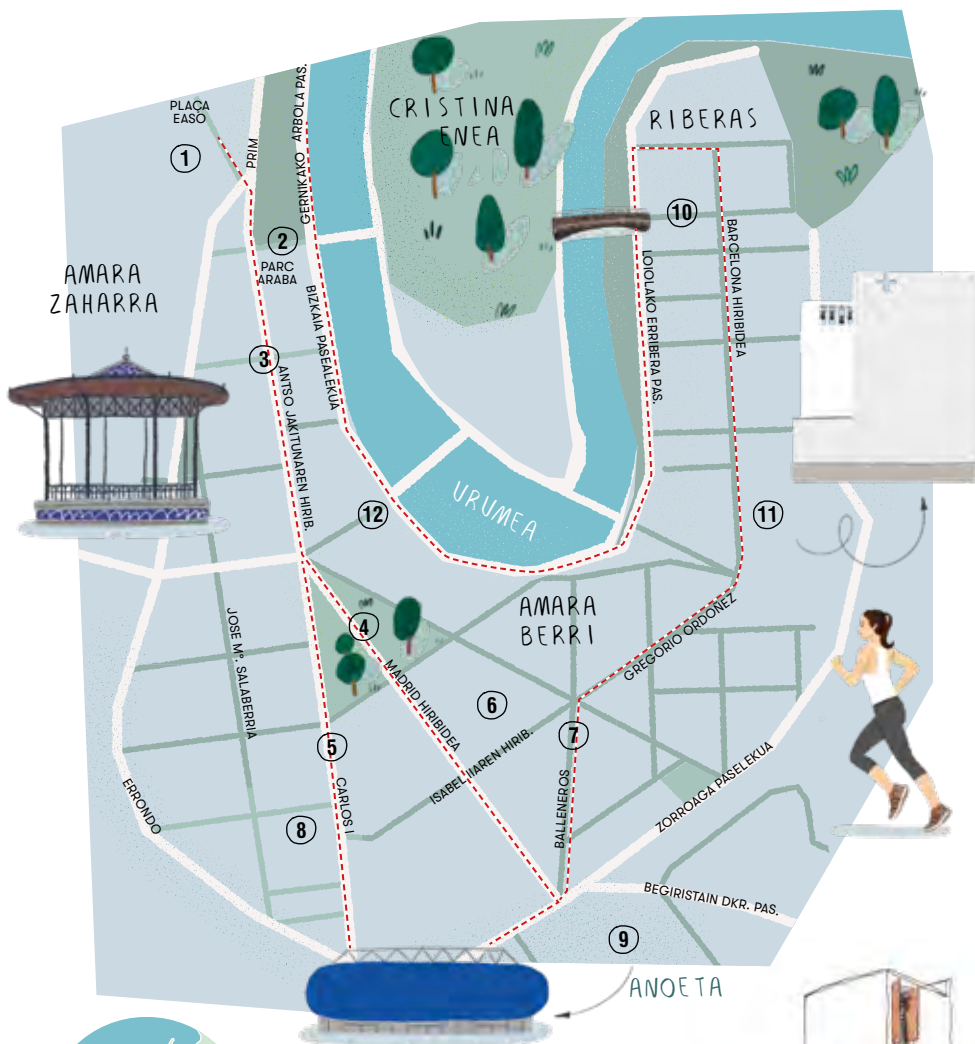 PLAÇA
EASO
1
PRIM
GERNIKAKO ARBOLA PAS.
CRISTINA
ENEA
RIBERAS
2
PARC
ARABA
10
AMARA
ZAHARRA
BIZKAIA PASEALEKUA
LOIOLAKO ERRIBERA PAS.
BARCELONA HIRIBIDEA
3
ANTSO JAKITUNAREN HIRIB.
URUMEA
12
11
AMARA
BERRI
GREGORIO ORDOÑEZ
4
JOSE Mº. SALABERRIA
MADRID HIRIBIDEA
6
5
7
ISABEL IIAREN HIRIB.
CARLOS I
BALLENEROS
ZORROAGA PASELEKUA
ERRONDO
8
BEGIRISTAIN DKR. PAS.
9
ANOETA